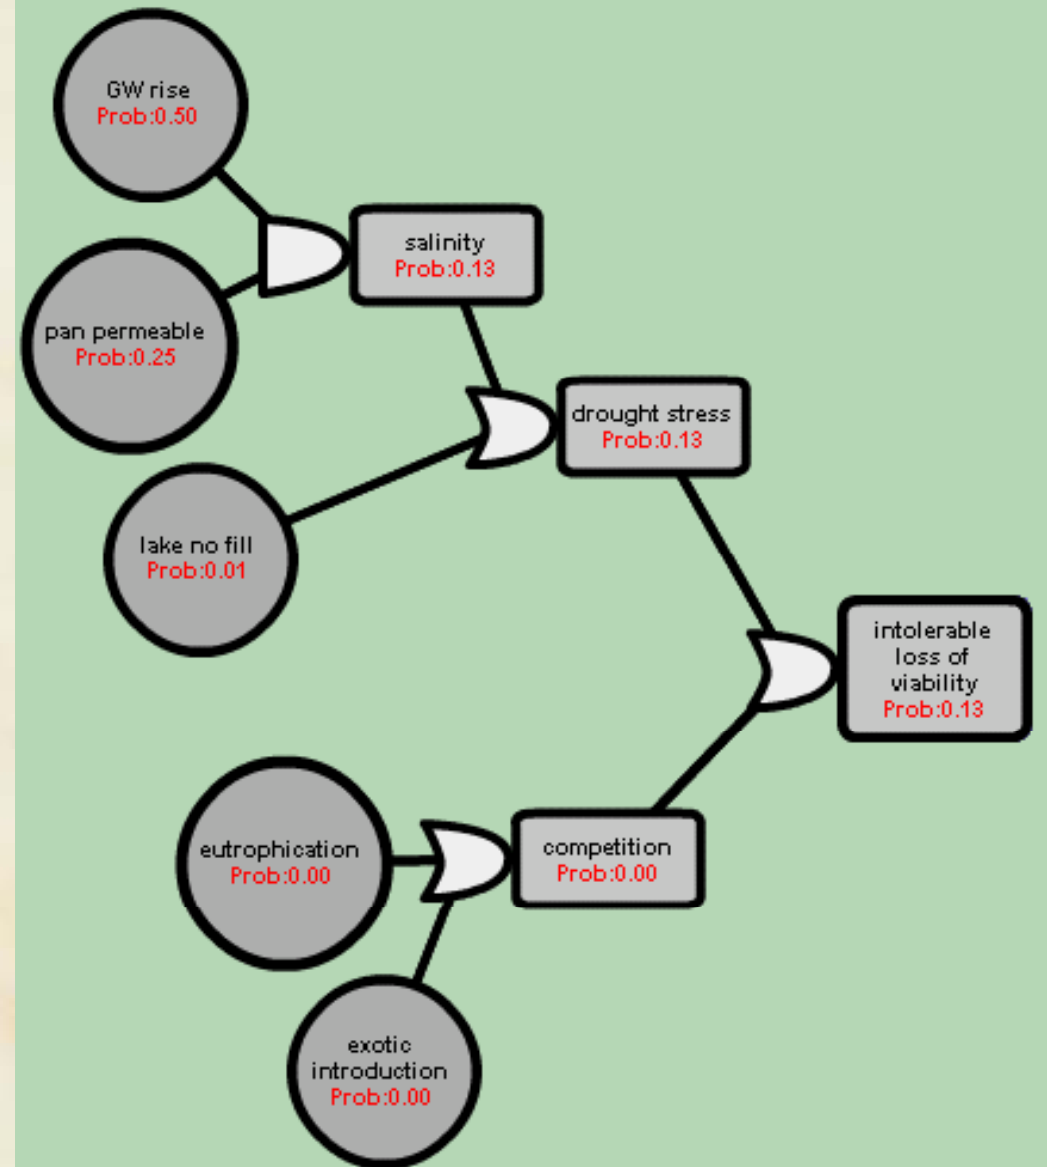 GW rise
Prob:0.50
salinity
Prob:0.13
pan permeable
Prob:0.25
drought stress
Prob:0.13
lake no fill
Prob:0.01
intolerable
loss of
viability
Prob:0.13
eutrophication
Prob:0.00
competition
Prob:0.00
exotic
introduction
Prob:0.00